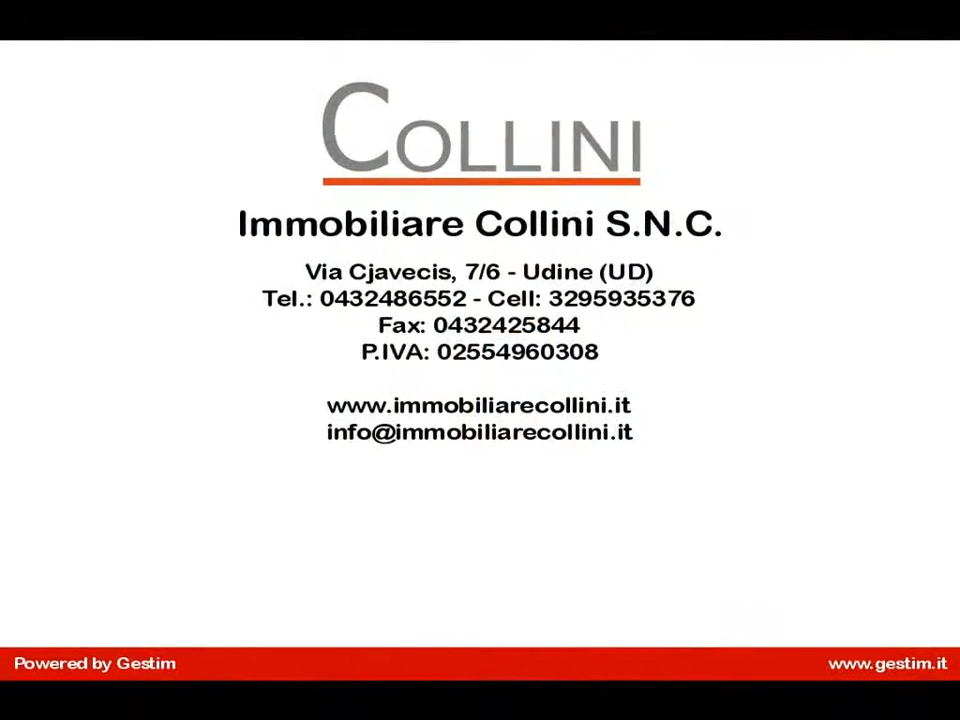 COLLINI
Immobiliare Collini S.N.C.
Via Cjavecis, 7/6 - Udine (UD)
Tel.: 0432486552 - Cell: 3295935376
Fax: 0432425844
P.IVA: 02554960308
www.immobiliarecollini.it
info@immobiliarecollini.it
Powered by Gestim
www.gestim.it